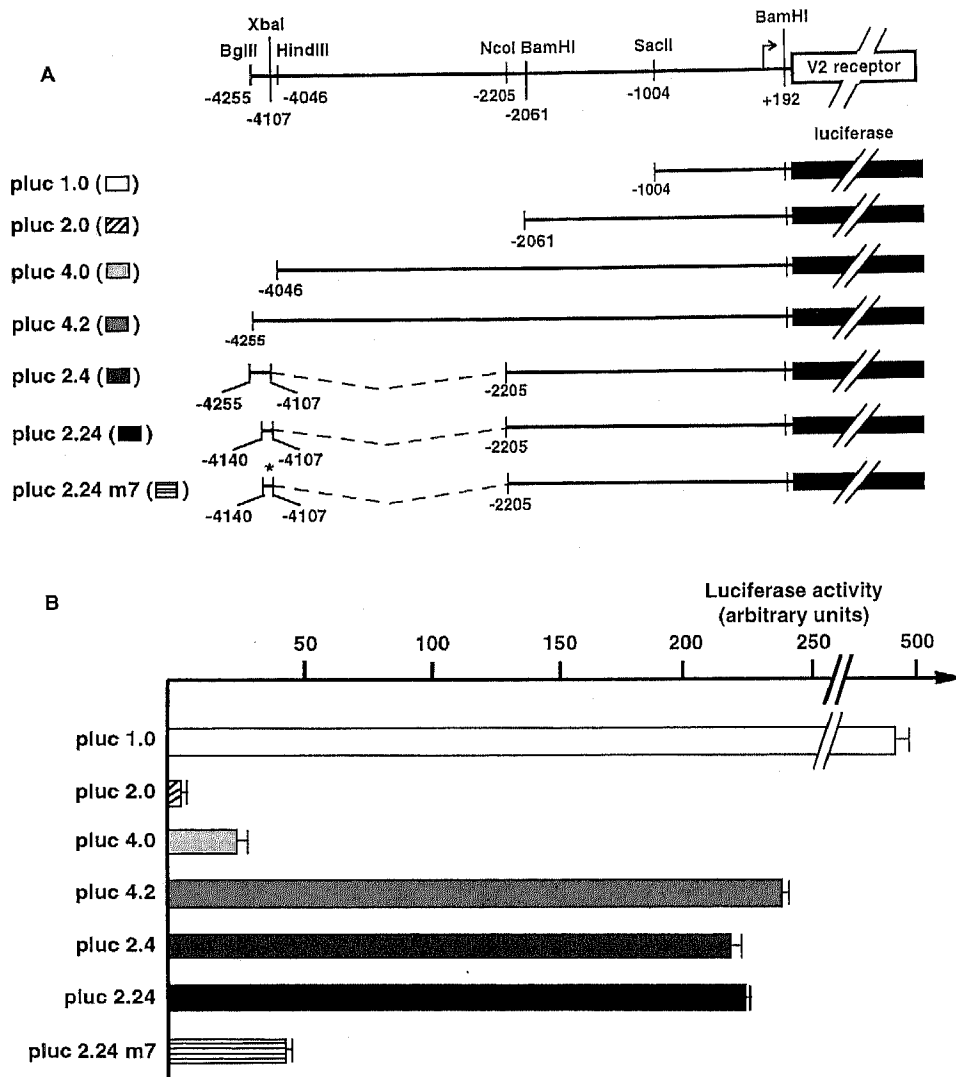 A
XbaI
BglII
HindIII
NcoI BamHI
SacII
BamHI
V2 receptor
-4255
-4046
-4107
-2205
-2061
-1004
+192
luciferase
pluc 1.0 ( )
-1004
pluc 2.0 ( )
-2061
pluc 4.0 ( )
-4046
pluc 4.2 ( )
-4255
pluc 2.4 ( )
-2205
-4255 -4107
pluc 2.24 ( )
-2205
-4140 -4107
*
pluc 2.24 m7 ( )
-2205
-4140 -4107
B
Luciferase activity
(arbitrary units)
50 100 150 200 250 500
pluc 1.0
pluc 2.0
pluc 4.0
pluc 4.2
pluc 2.4
pluc 2.24
pluc 2.24 m7